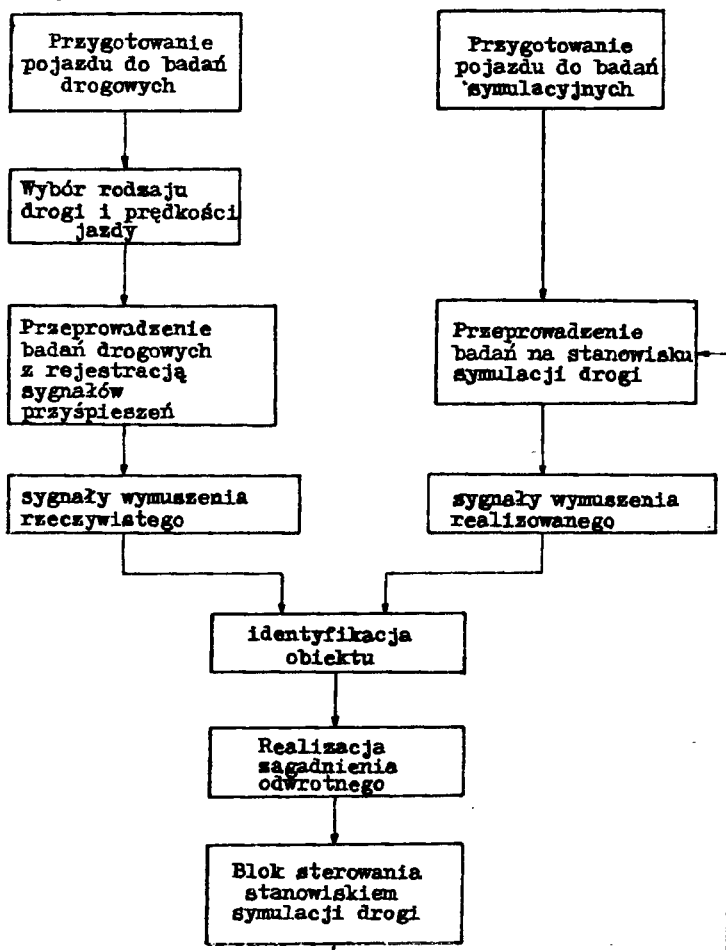 Przygotowanie
pojazdu do badań
drogowych
Przygotowanie
pojazdu do badań
symulacyjnych
Wybór rodzaju
drogi i prędkości
jazdy
Przeprowadzenie
badań drogowych
z rejestracją
sygnałów
przyśpieszeń
Przeprowadzenie
badań na stanowisku
symulacji drogi
sygnały wymuszenia
rzeczywistego
sygnały wymuszenia
realizowanego
identyfikacja
obiektu
Realizacja
zagadnienia
odwrotnego
Blok sterowania
stanowiskiem
symulacji drogi